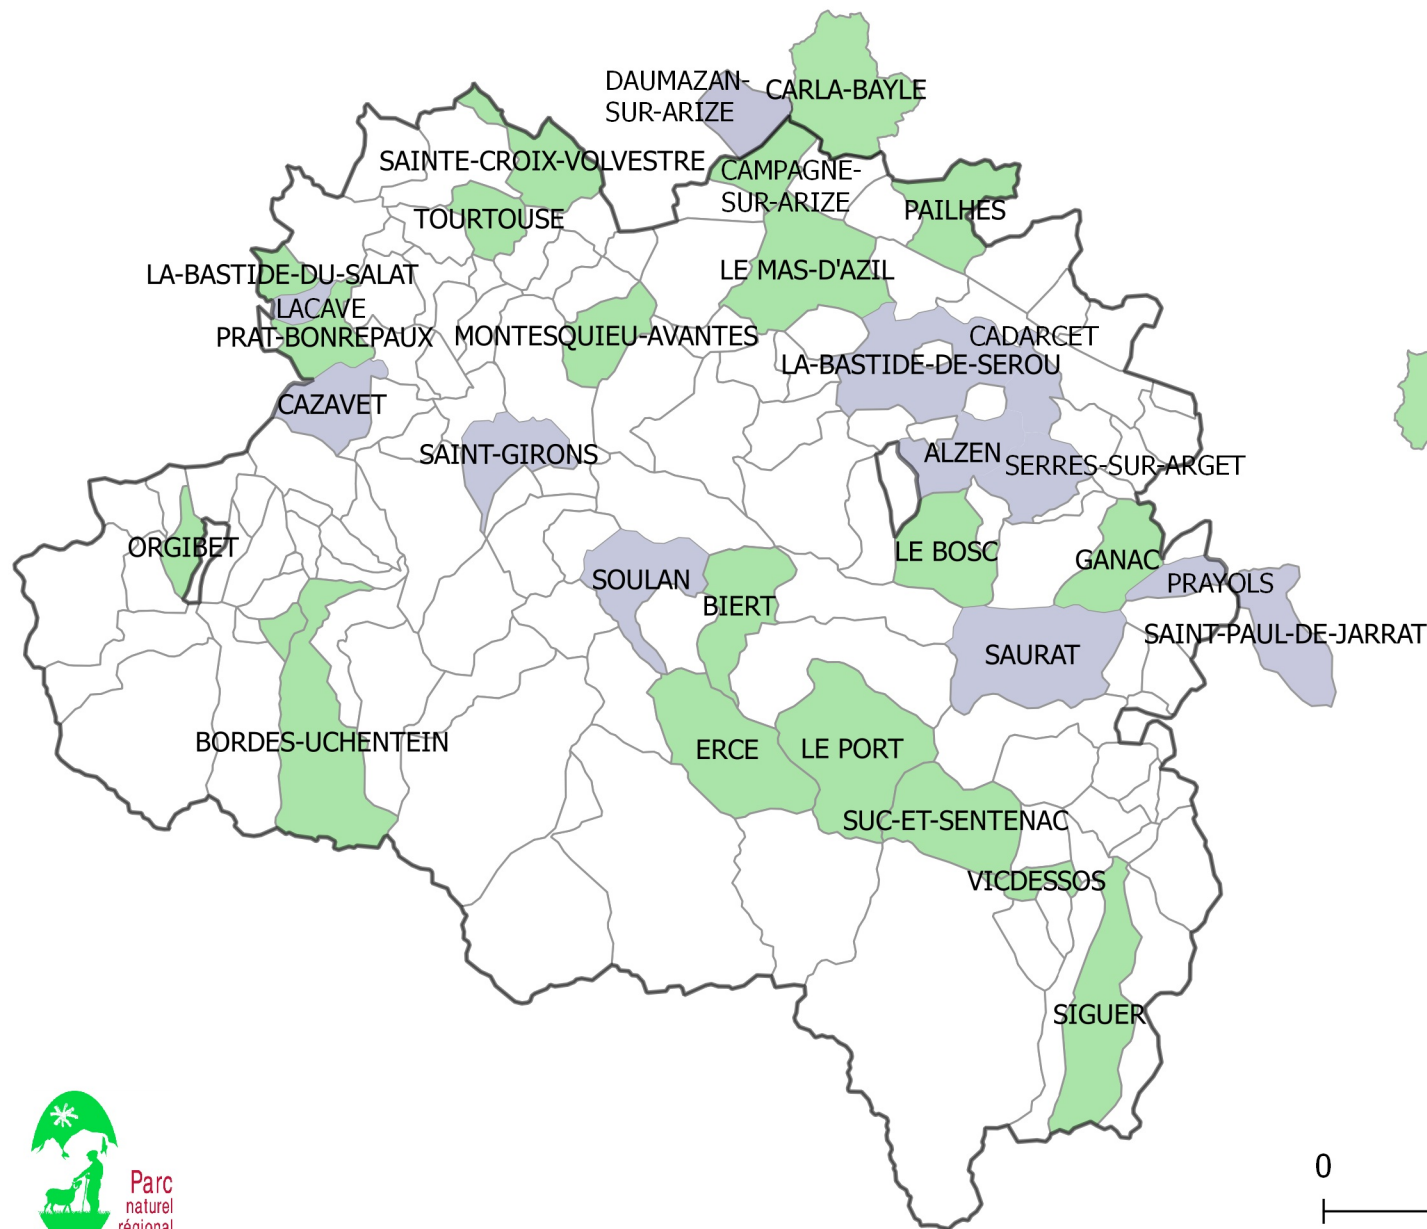 DAUMAZAN-
SUR-ARIZE
CARLA-BAYLE
SAINTE-CROIX-VOLVESTRE
CAMPAGNE-
SUR-ARIZE
TOURTOUSE
PAILHES
LA-BASTIDE-DU-SALAT
LE MAS-D'AZIL
LACAVE
PRAT-BONREPAUX
MONTESQUIEU-AVANTES
CADARCET
LA-BASTIDE-DE-SEROU
CAZAVET
SAINT-GIRONS
ALZEN
SERRES-SUR-ARGET
ORGIBET
LE BOSC
GANAC
SOULAN
PRAYOLS
BIERT
SAINT-PAUL-DE-JARRAT
SAURAT
BORDES-UCHENTEIN
ERCE
LE PORT
SUC-ET-SENTENAC
VICDESSOS
SIGUER
0
Parc
naturel
régional